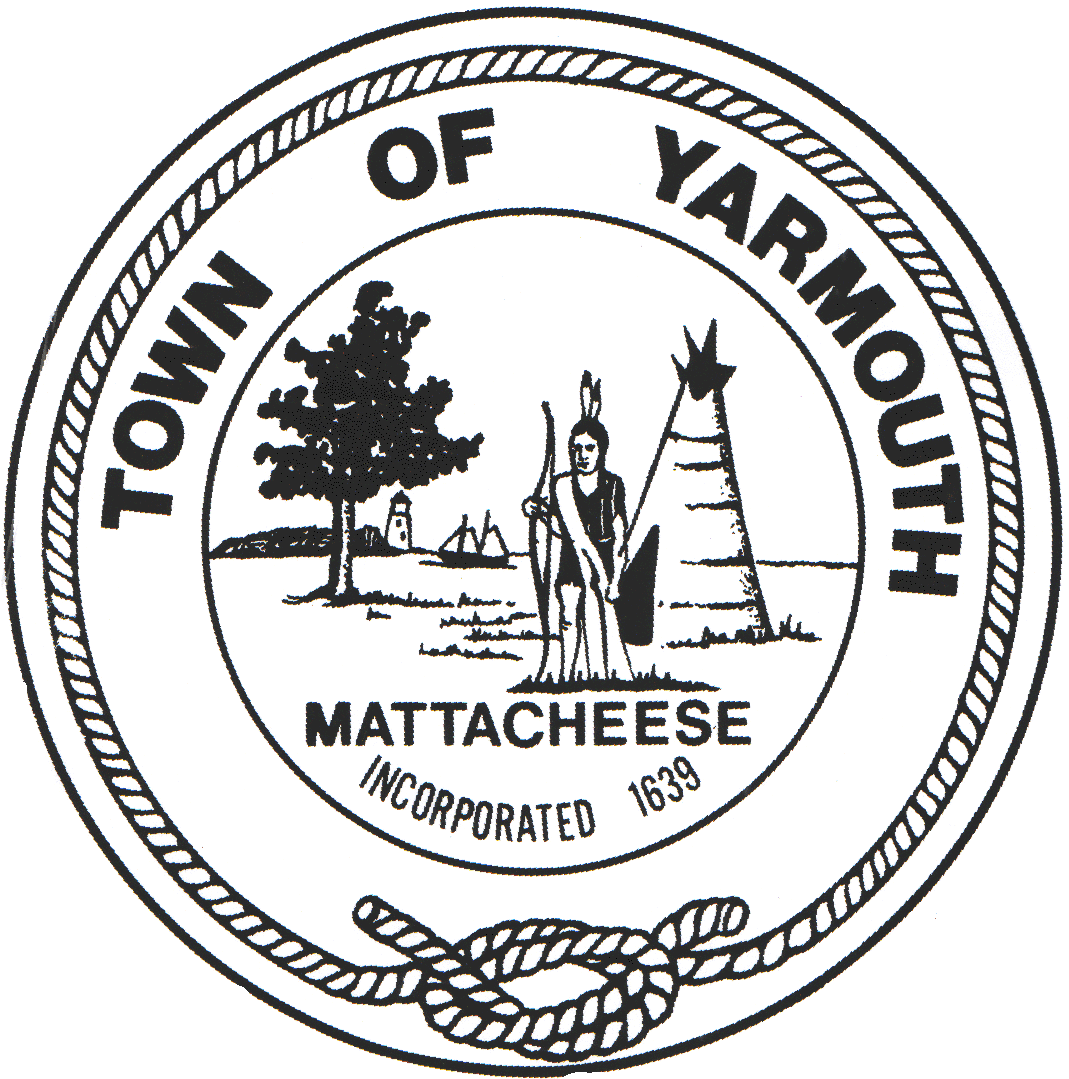 TOWN OF YARMOUTH
MATTACHEESE
INCORPORATED 1639